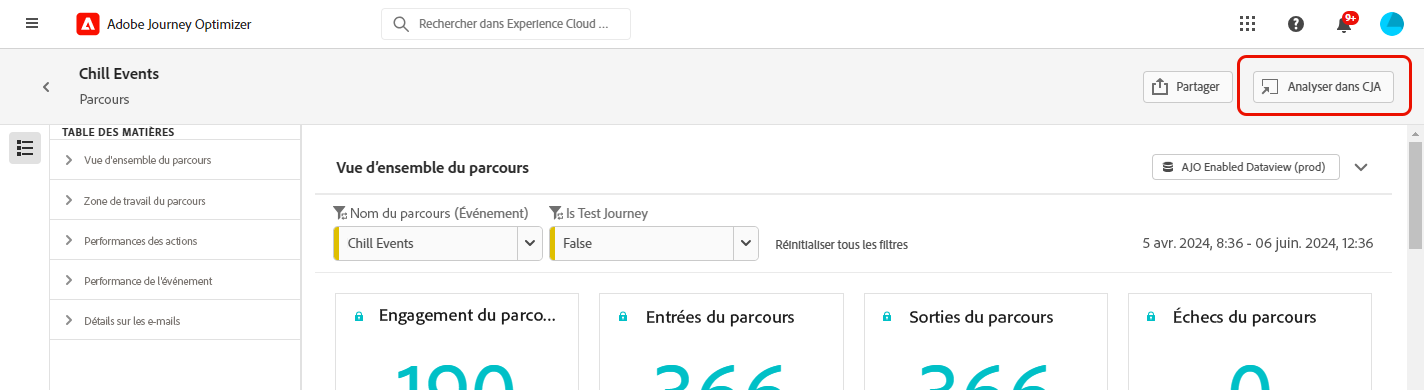 Adobe Journey Optimizer
Rechercher dans Experience Cloud ...
9+
Chill Events
Parcours
Partager
Analyser dans CJA
TABLE DES MATIÈRES
Vue d'ensemble du parcours
Zone de travail du parcours
Performances des actions
Performance de l'événement
Détails sur les e-mails
Vue d’ensemble du parcours
AJO Enabled Dataview (prod)
Nom du parcours (Événement)
Is Test Journey
Chill Events
False
Réinitialiser tous les filtres
5 avr. 2024, 8:36 - 06 juin. 2024, 12:36
Engagement du parco...
Entrées du parcours
Sorties du parcours
Échecs du parcours
190
366
366
0